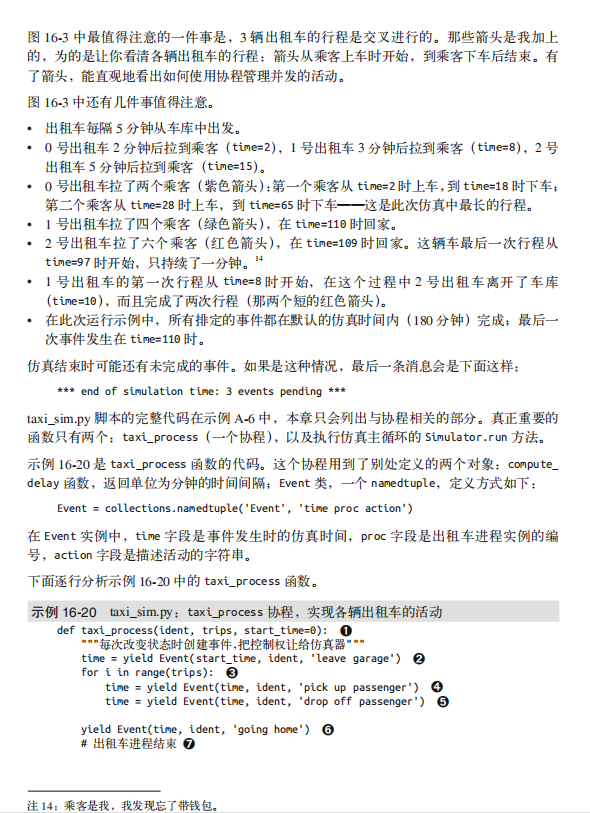 图 16-3 中最值得注意的一件事是，3 辆出租车的行程是交叉进行的。那些箭头是我加上
的，为的是让你看清各辆出租车的行程：箭头从乘客上车时开始，到乘客下车后结束。有
了箭头，能直观地看出如何使用协程管理并发的活动。
图 16-3 中还有几件事值得注意。
• 出租车每隔 5 分钟从车库中出发。
• 0 号出租车 2 分钟后拉到乘客（time=2），1 号出租车 3 分钟后拉到乘客（time=8），2 号
出租车 5 分钟后拉到乘客（time=15）。
• 0 号出租车拉了两个乘客（紫色箭头）：第一个乘客从 time=2 时上车，到 time=18 时下车；
第二个乘客从 time=28 时上车，到 time=65 时下车——这是此次仿真中最长的行程。
• 1 号出租车拉了四个乘客（绿色箭头），在 time=110 时回家。
• 2 号出租车拉了六个乘客（红色箭头），在 time=109 时回家。这辆车最后一次行程从
time=97 时开始，只持续了一分钟。14
• 1 号出租车的第一次行程从 time=8 时开始，在这个过程中 2 号出租车离开了车库
（time=10），而且完成了两次行程（那两个短的红色箭头）。
• 在此次运行示例中，所有排定的事件都在默认的仿真时间内（180 分钟）完成；最后一
次事件发生在 time=110 时。
仿真结束时可能还有未完成的事件。如果是这种情况，最后一条消息会是下面这样：
*** end of simulation time: 3 events pending ***
taxi_sim.py 脚本的完整代码在示例 A-6 中，本章只会列出与协程相关的部分。真正重要的
函数只有两个：taxi_process（一个协程），以及执行仿真主循环的 Simulator.run 方法。
示例 16-20 是 taxi_process 函数的代码。这个协程用到了别处定义的两个对象：compute_
delay 函数，返回单位为分钟的时间间隔；Event 类，一个 namedtuple，定义方式如下：
Event = collections.namedtuple('Event', 'time proc action')
在 Event 实例中，time 字段是事件发生时的仿真时间，proc 字段是出租车进程实例的编
号，action 字段是描述活动的字符串。
下面逐行分析示例 16-20 中的 taxi_process 函数。
示例 16-20 taxi_sim.py：taxi_process 协程，实现各辆出租车的活动
def taxi_process(ident, trips, start_time=0): ❶
"""每次改变状态时创建事件，把控制权让给仿真器"""
time = yield Event(start_time, ident, 'leave garage') ❷
for i in range(trips): ❸
time = yield Event(time, ident, 'pick up passenger') ❹
time = yield Event(time, ident, 'drop off passenger') ❺
yield Event(time, ident, 'going home') ❻
# 出租车进程结束 ❼
注 14：乘客是我，我发现忘了带钱包。